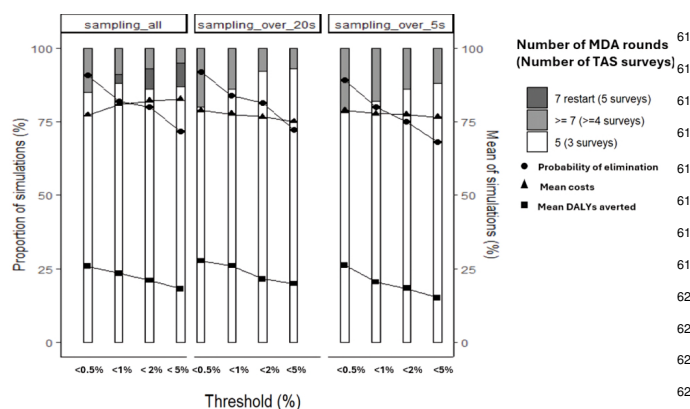 sampling_all sampling_over_20s sampling_over_5s
100
75
50
25
0
Proportion of simulations (%)
100
75
50
25
0
Mean of simulations (%)
<0.5% <1% < 2% < 5% <0.5% <1% <2% <5% <0.5% <1% <2% <5%
Threshold (%)
Number of MDA rounds
(Number of TAS surveys)
7 restart (5 surveys)
>= 7 (>=4 surveys)
5 (3 surveys)
Probability of elimination
Mean costs
Mean DALYs averted
61
61
61
61
61
61
61
61
62
62
62
62